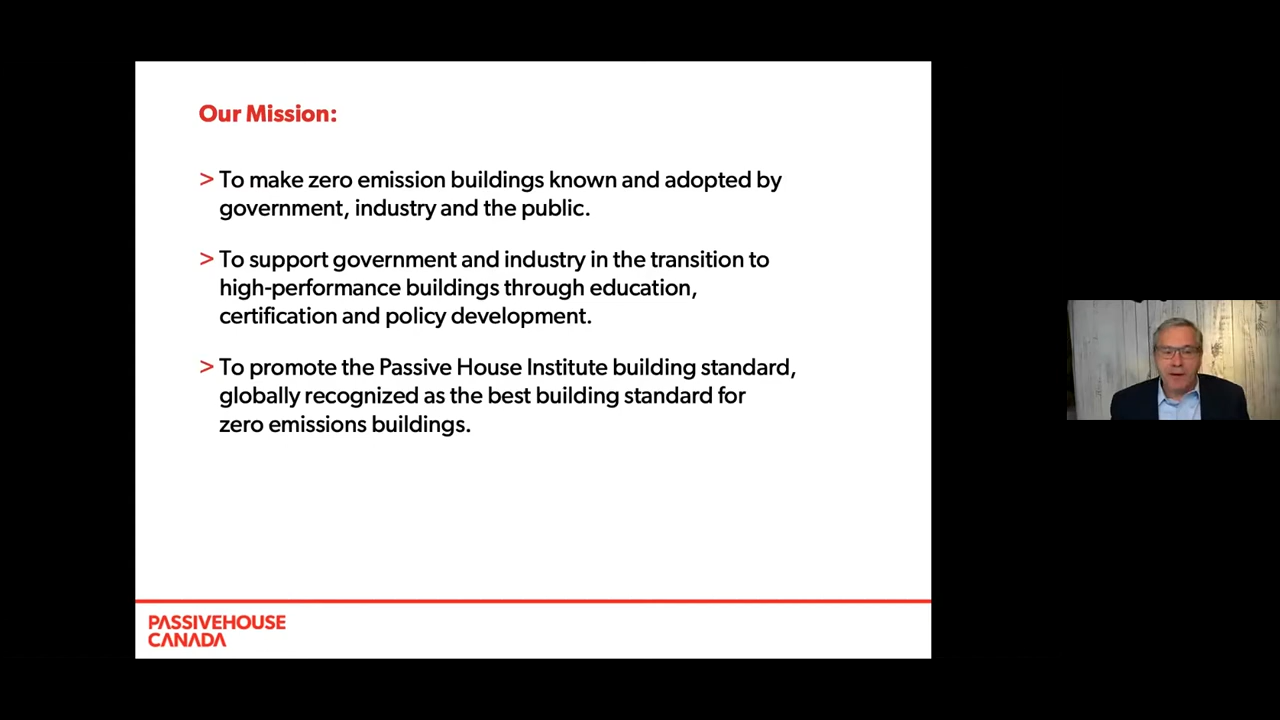 Our Mission:
> To make zero emission buildings known and adopted by
government, industry and the public.
> To support government and industry in the transition to
high-performance buildings through education,
certification and policy development.
> To promote the Passive House Institute building standard,
globally recognized as the best building standard for
zero emissions buildings.
PASSIVEHOUSE
CANADA